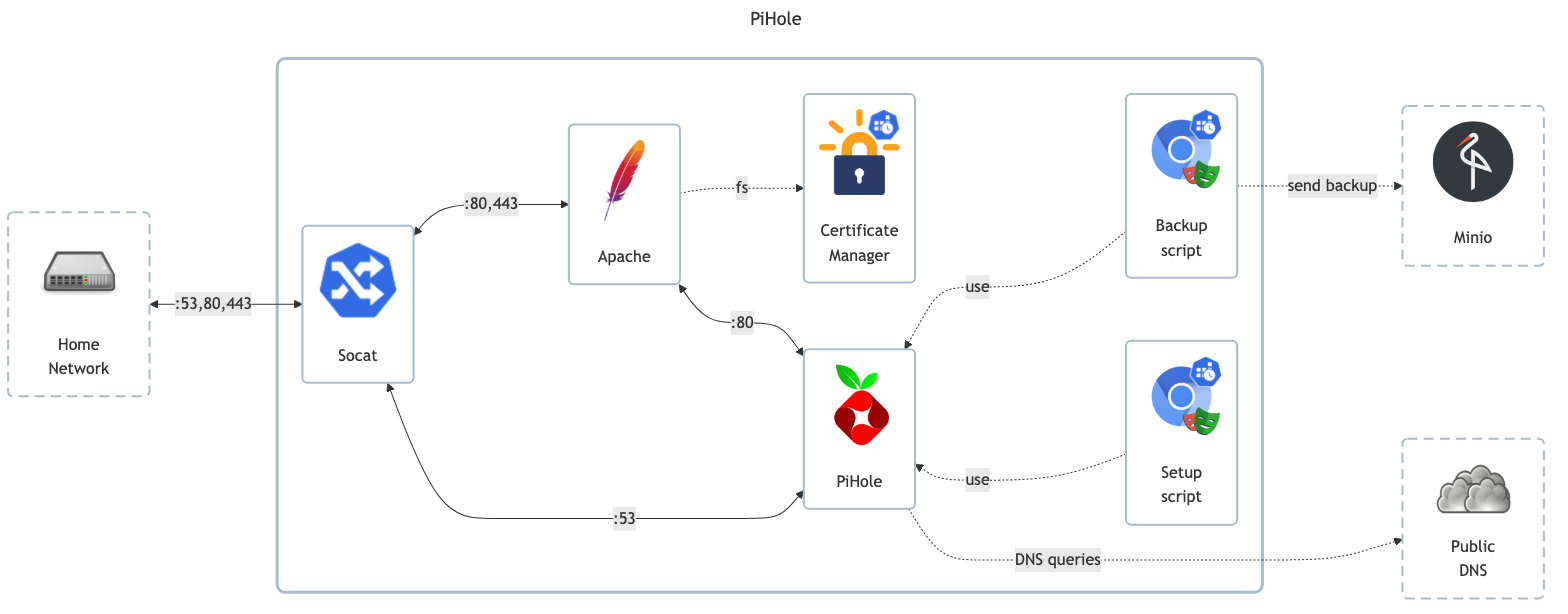 PiHole
:80,443
fs
Apache
Certificate
Manager
Backup
script
send backup
Minio
Home
Network
:53,80,443
Socat
:80
use
PiHole
use
Setup
script
:53
DNS queries
Public
DNS